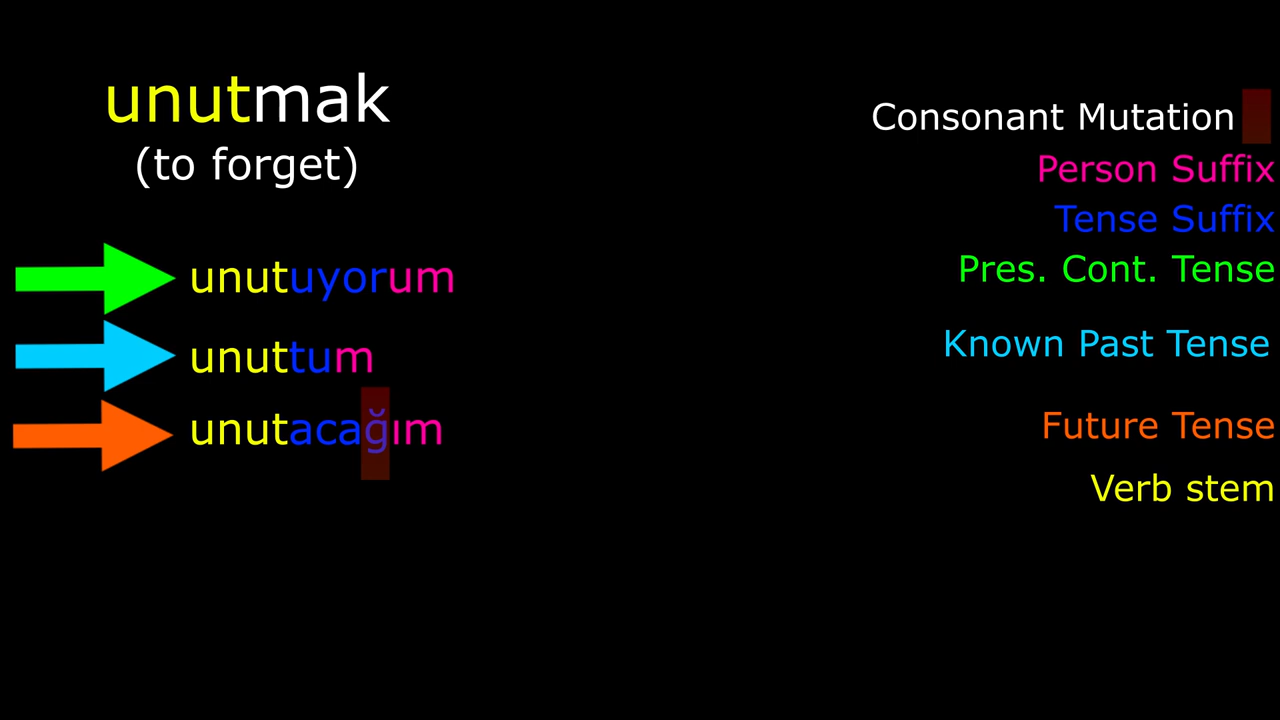 unutmak
(to forget)
unutuyorum
unuttum
unutacağım
Consonant Mutation
Person Suffix
Tense Suffix
Pres. Cont. Tense
Known Past Tense
Future Tense
Verb stem